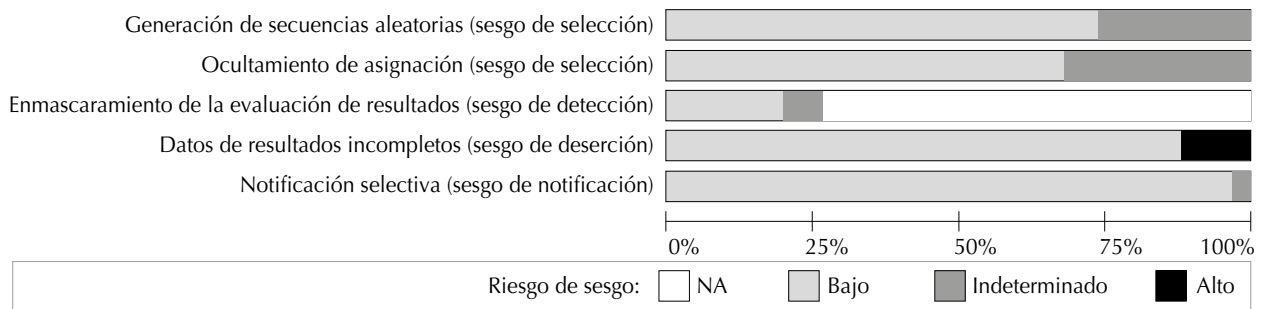 Generación de secuencias aleatorias (sesgo de selección)
Ocultamiento de asignación (sesgo de selección)
Enmascaramiento de la evaluación de resultados (sesgo de detección)
Datos de resultados incompletos (sesgo de deserción)
Notificación selectiva (sesgo de notificación)
0% 25% 50% 75% 100%
Riesgo de sesgo: NA Bajo Indeterminado Alto